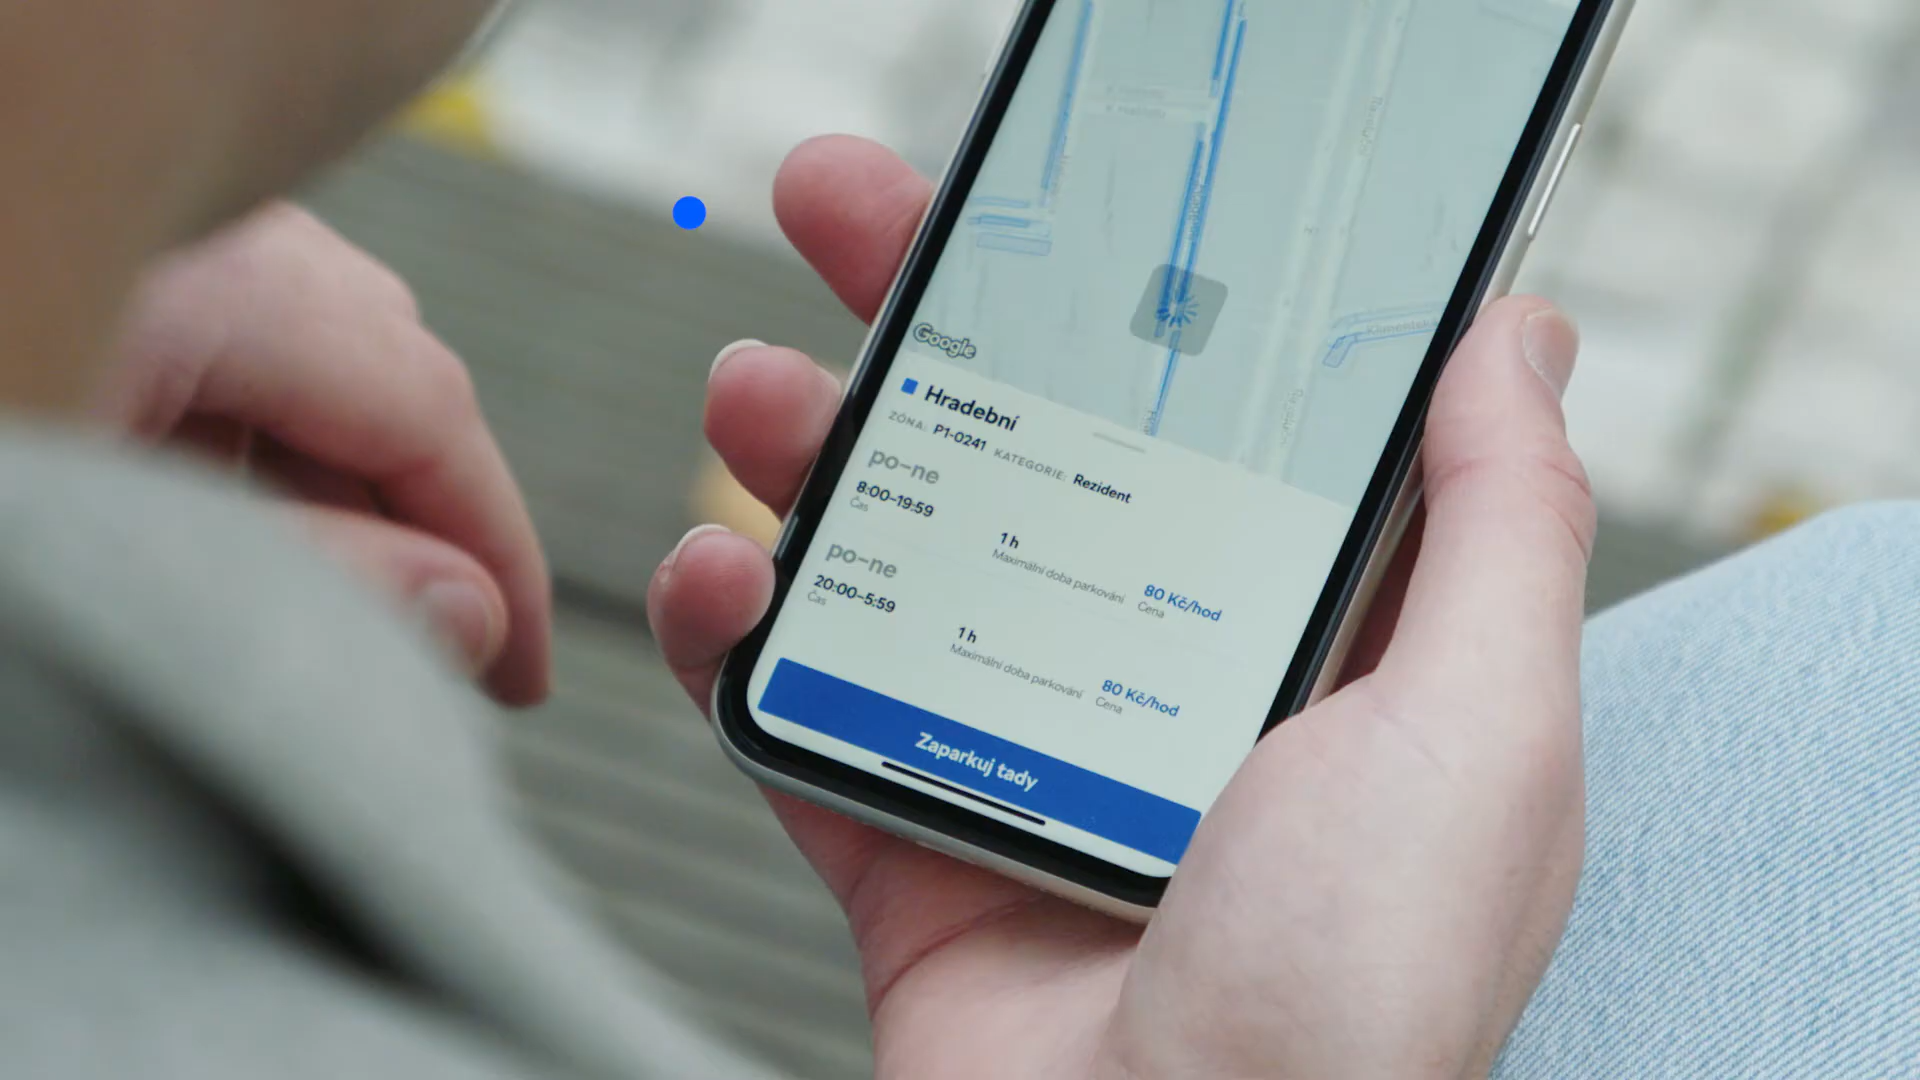 Klimentská
Google
Hradební
ZÓNA: P1-0241 KATEGORIE: Rezident
po-ne
8:00-19:59
Čas
1 h
Maximální doba parkování
80 Kč/hod
Cena
po-ne
20:00-5:59
Čas
1 h
Maximální doba parkování
80 Kč/hod
Cena
Zaparkuj tady